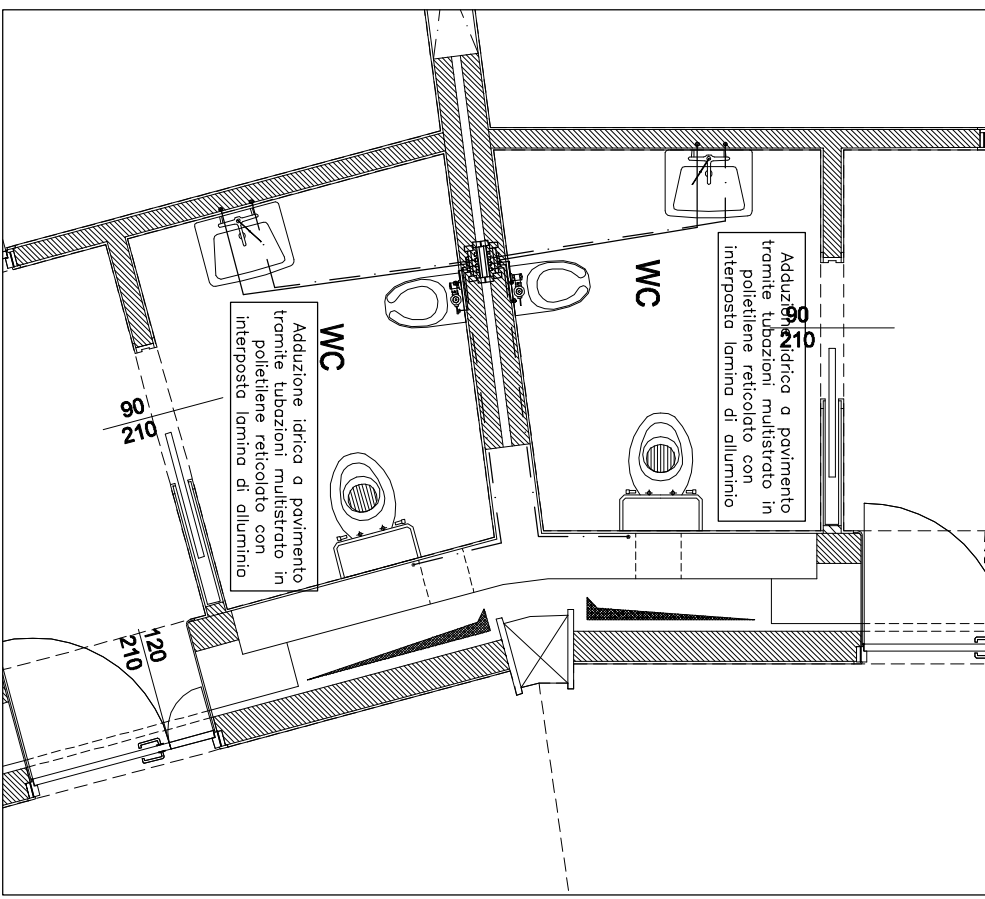 WC
Adduzione idrica a pavimento
tramite tubazioni multistrato in
polietilene reticolato con
interposta lamina di alluminio
90
210
WC
Adduzione idrica a pavimento
tramite tubazioni multistrato in
polietilene reticolato con
interposta lamina di alluminio
90
210
120
210